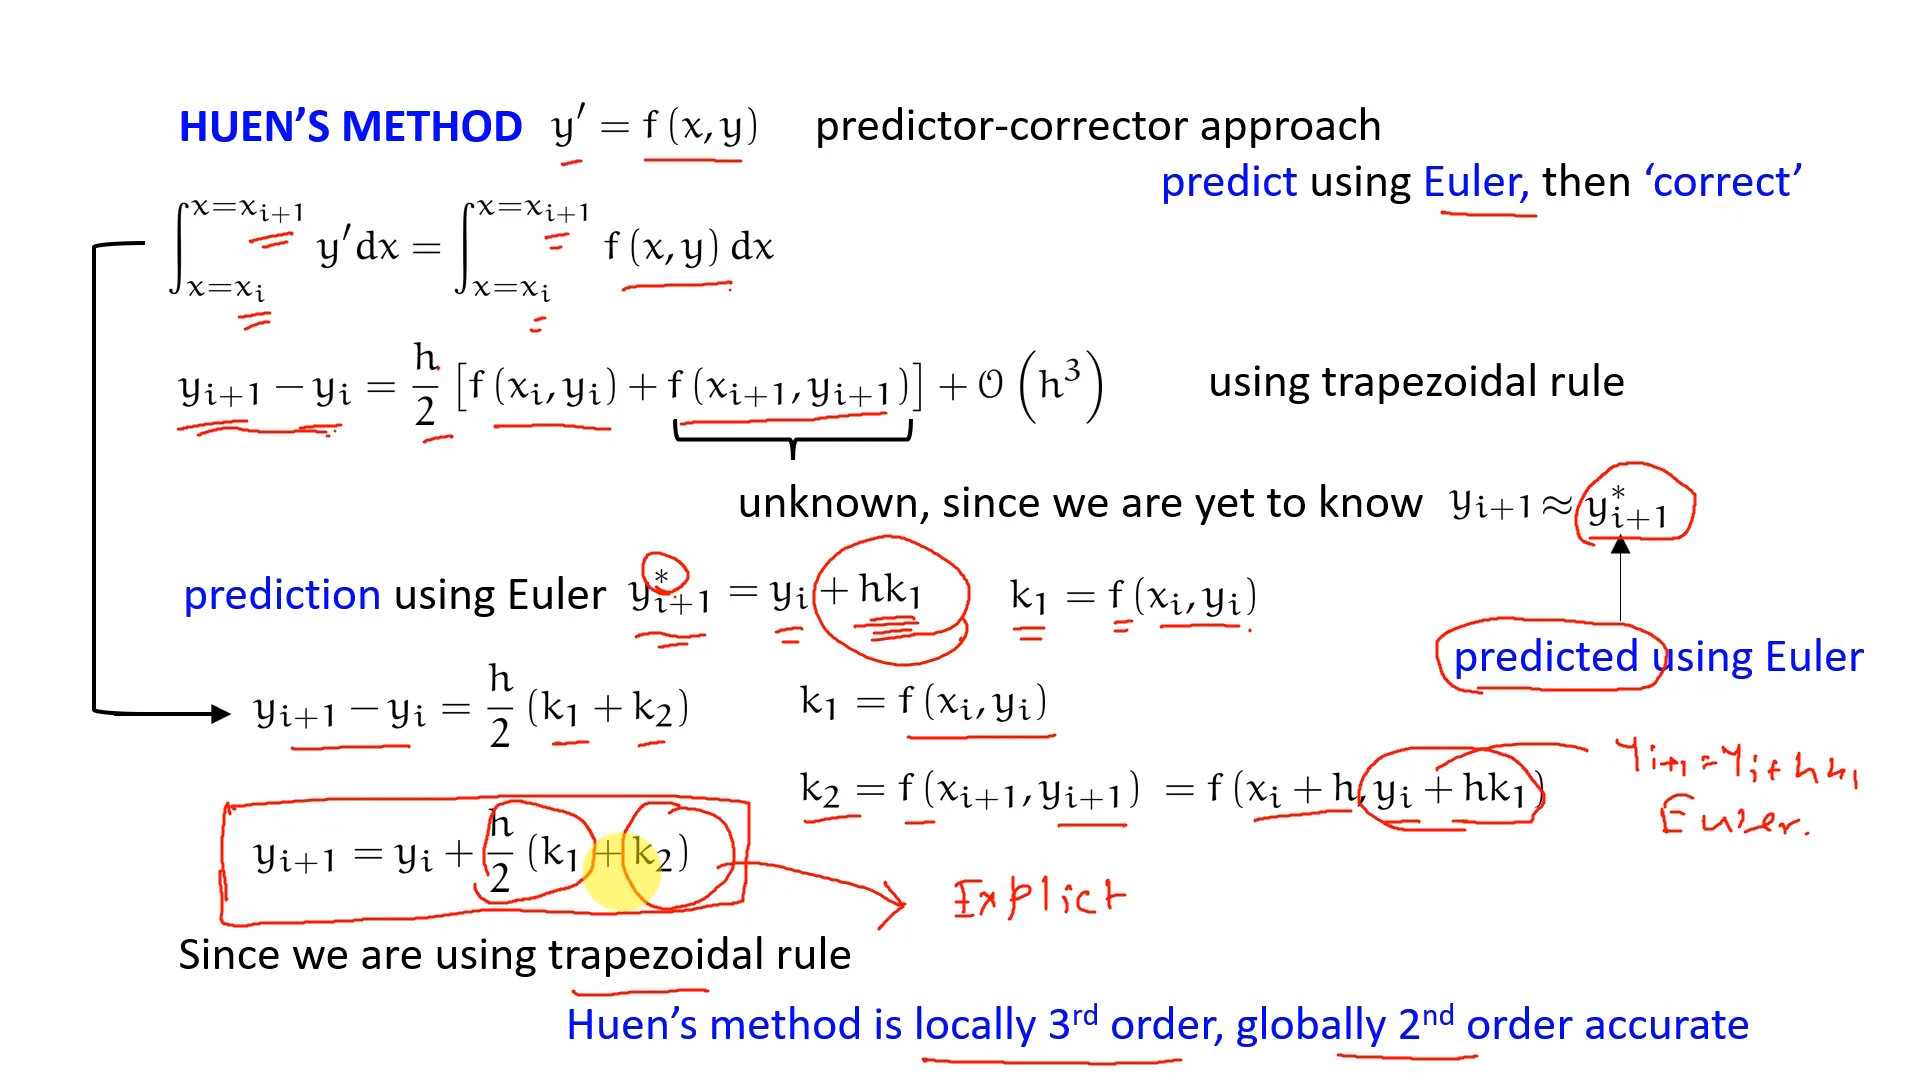 HUEN'S METHOD y′ = f (x, y) predictor-corrector approach
predict using Euler, then 'correct'
∫_{x=x_i}^{x=x_{i+1}} y′dx = ∫_{x=x_i}^{x=x_{i+1}} f (x, y) dx
y_{i+1} − y_i = h/2 [f (x_i, y_i) + f (x_{i+1}, y_{i+1})] + O (h^3) using trapezoidal rule
unknown, since we are yet to know y_{i+1} ≈ y*_{i+1}
prediction using Euler y*_{i+1} = y_i + hk_1 k_1 = f (x_i, y_i)
predicted using Euler
y_{i+1} − y_i = h/2 (k_1 + k_2) k_1 = f (x_i, y_i)
k_2 = f (x_{i+1}, y_{i+1}) = f (x_i + h, y_i + hk_1)
y_{i+1} = y_i + h k_1
Euler.
y_{i+1} = y_i + h/2 (k_1 + k_2)
Explict
Since we are using trapezoidal rule
Huen's method is locally 3rd order, globally 2nd order accurate